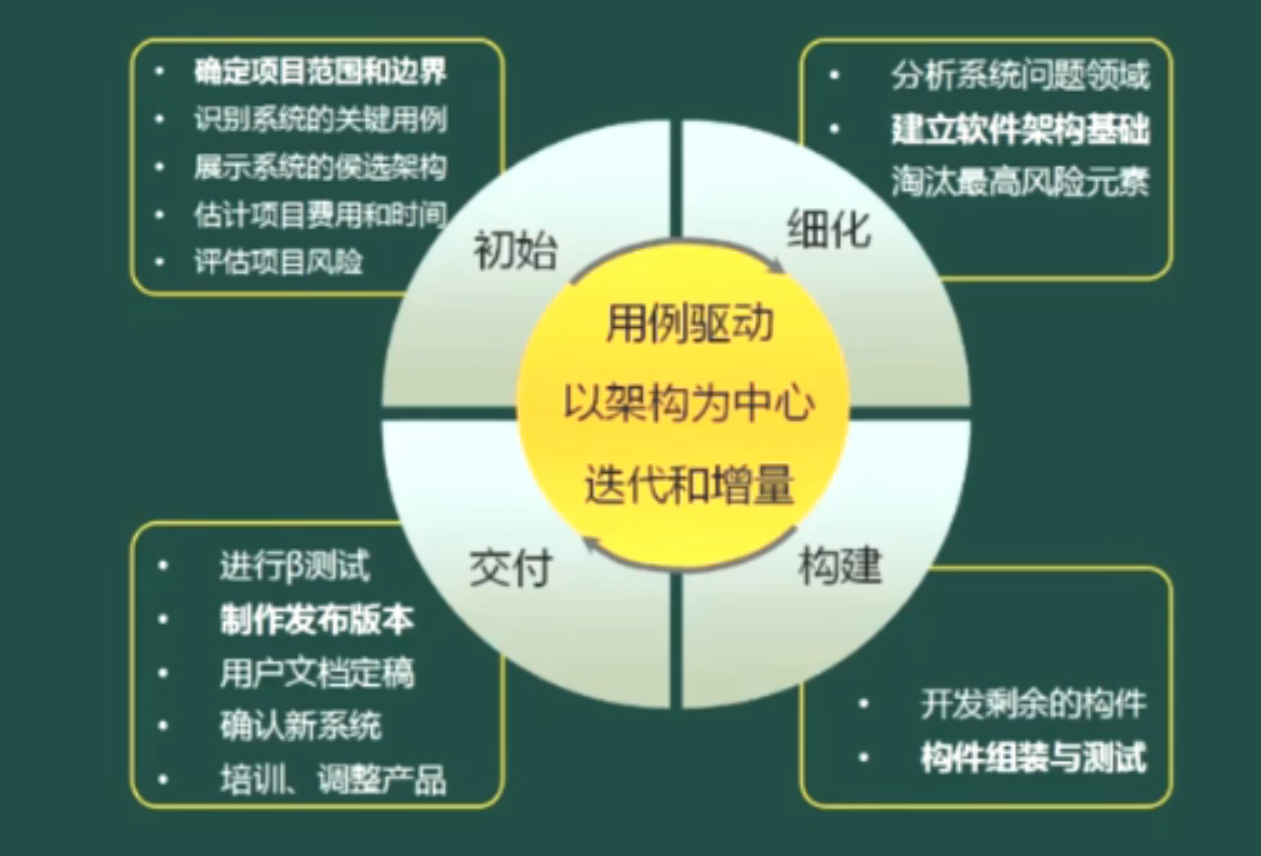 确定项目范围和边界
识别系统的关键用例
展示系统的侯选架构
估计项目费用和时间
评估项目风险
分析系统问题领域
建立软件架构基础
淘汰最高风险元素
初始
细化
用例驱动
以架构为中心
迭代和增量
交付
构建
进行β测试
制作发布版本
用户文档定稿
确认新系统
培训、调整产品
开发剩余的构件
构件组装与测试